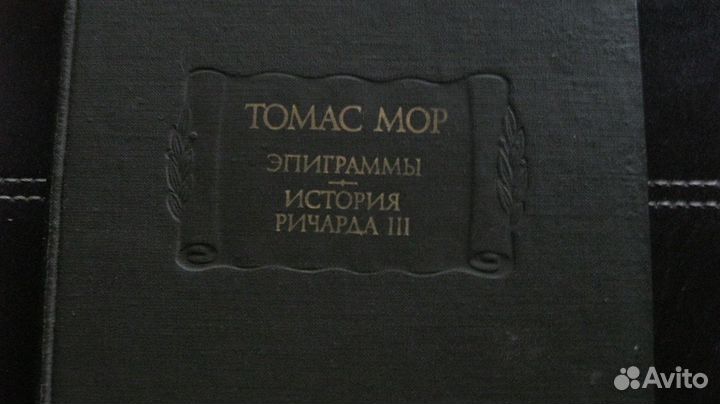 ТОМАС МОР
ЭПИГРАММЫ
ИСТОРИЯ
РИЧАРДА III
Avito